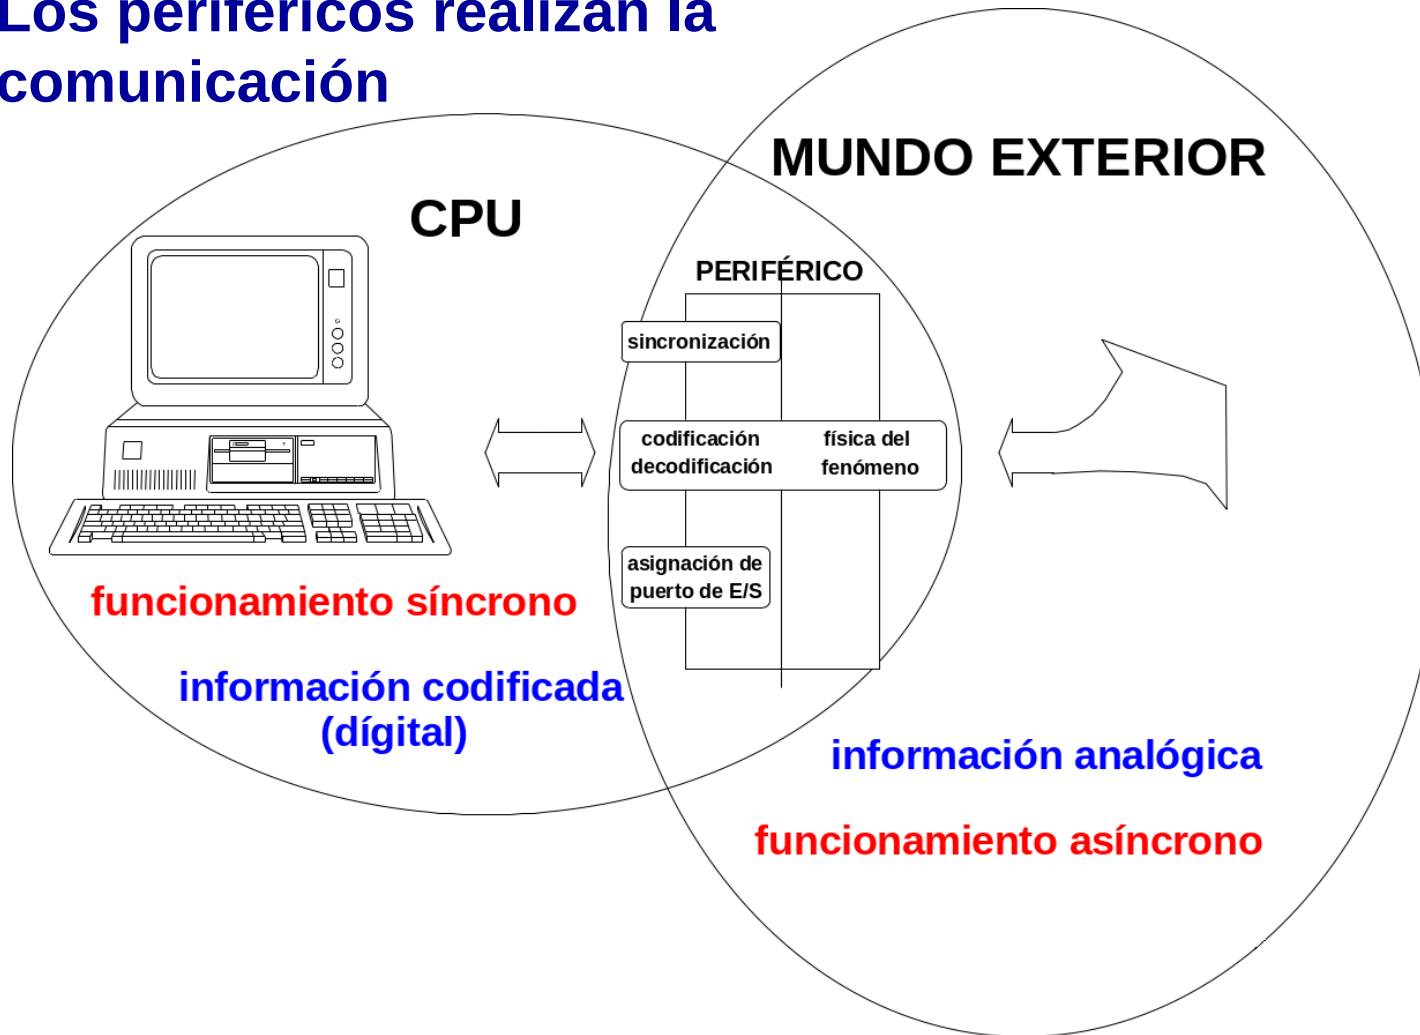 Los periféricos realizan la
comunicación
MUNDO EXTERIOR
CPU
PERIFÉRICO
sincronización
codificación
decodificación
física del
fenómeno
asignación de
puerto de E/S
funcionamiento síncrono
información codificada
(dígital)
información analógica
funcionamiento asíncrono